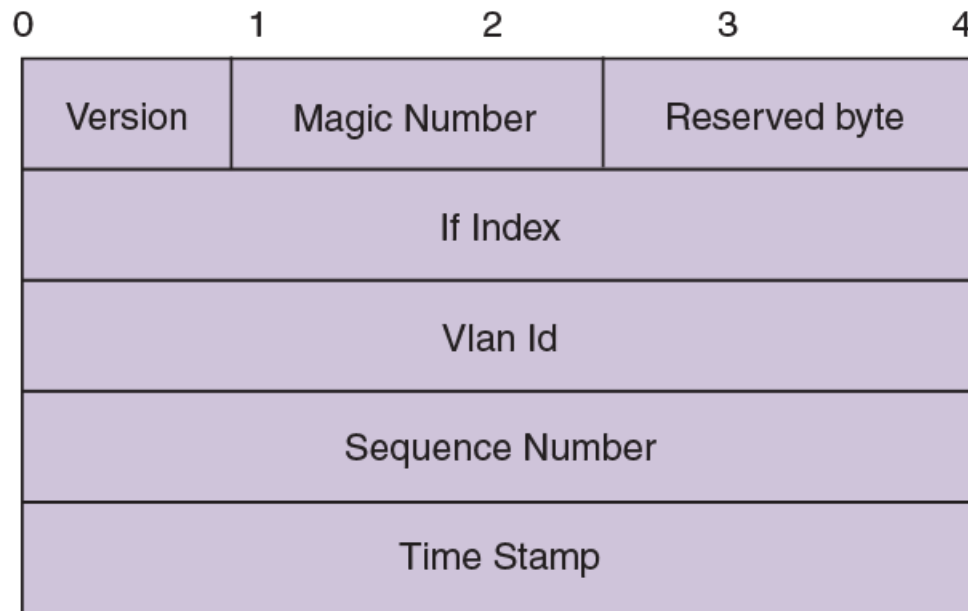 0 1 2 3 4
Version Magic Number Reserved byte
If Index
Vlan Id
Sequence Number
Time Stamp